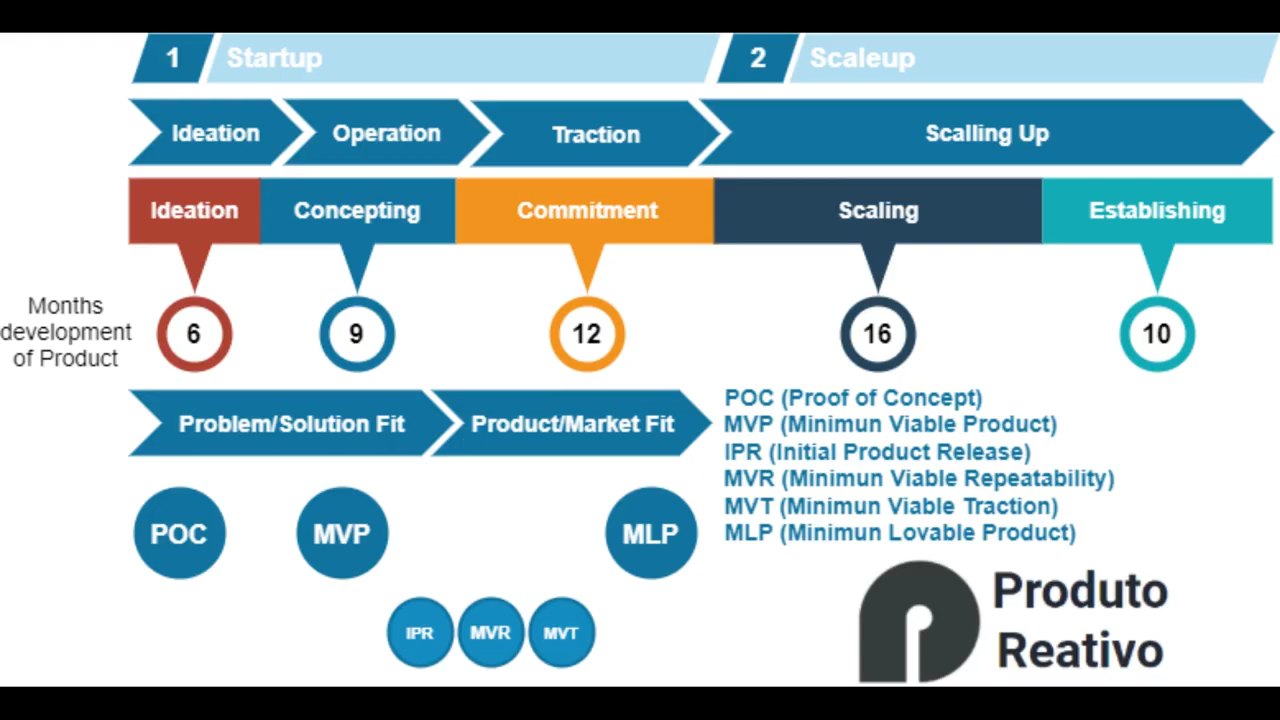 1 Startup 2 Scaleup
Ideation Operation Traction Scalling Up
Ideation Concepting Commitment Scaling Establishing
Months
development
of Product
6 9 12 16 10
Problem/Solution Fit Product/Market Fit
POC (Proof of Concept)
MVP (Minimun Viable Product)
IPR (Initial Product Release)
MVR (Minimun Viable Repeatability)
MVT (Minimun Viable Traction)
MLP (Minimun Lovable Product)
POC MVP MLP
IPR MVR MVT
Produto
Reativo